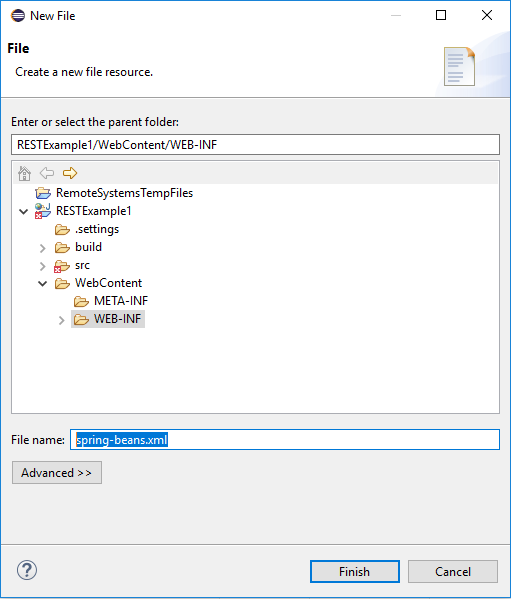 New File
File
Create a new file resource.
Enter or select the parent folder:
RESTExample1/WebContent/WEB-INF
RemoteSystemsTempFiles
RESTExample1
.settings
build
src
WebContent
META-INF
WEB-INF
File name: spring-beans.xml
Advanced >>
? Finish Cancel